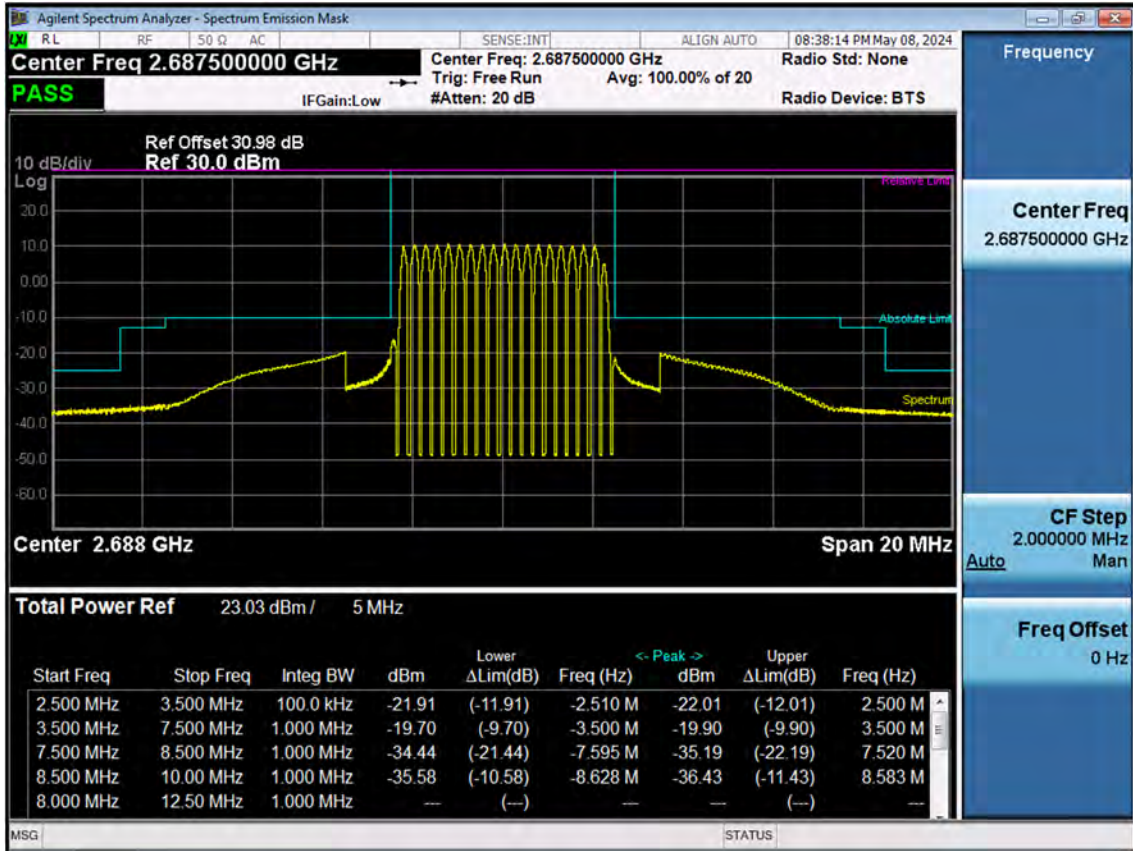 Agilent Spectrum Analyzer - Spectrum Emission Mask
LXI RL RF 50 Ω AC SENSE:INT ALIGN AUTO 08:38:14 PM May 08, 2024
Center Freq 2.687500000 GHz
Center Freq: 2.687500000 GHz Radio Std: None
Trig: Free Run Avg: 100.00% of 20
PASS IFGain:Low #Atten: 20 dB Radio Device: BTS
Ref Offset 30.98 dB
10 dB/div Ref 30.0 dBm
Log
Relative Limit
20.0
10.0
0.00
-10.0
Absolute Limit
-20.0
-30.0
Spectrum
-40.0
-50.0
-60.0
Center 2.688 GHz Span 20 MHz
Total Power Ref 23.03 dBm / 5 MHz
Lower <- Peak -> Upper
Start Freq Stop Freq Integ BW dBm ΔLim(dB) Freq (Hz) dBm ΔLim(dB) Freq (Hz)
2.500 MHz 3.500 MHz 100.0 kHz -21.91 (-11.91) -2.510 M -22.01 (-12.01) 2.500 M
3.500 MHz 7.500 MHz 1.000 MHz -19.70 (-9.70) -3.500 M -19.90 (-9.90) 3.500 M
7.500 MHz 8.500 MHz 1.000 MHz -34.44 (-21.44) -7.595 M -35.19 (-22.19) 7.520 M
8.500 MHz 10.00 MHz 1.000 MHz -35.58 (-10.58) -8.628 M -36.43 (-11.43) 8.583 M
8.000 MHz 12.50 MHz 1.000 MHz --- (---) --- --- (---) ---
MSG STATUS
Frequency
Center Freq
2.687500000 GHz
CF Step
2.000000 MHz
Auto Man
Freq Offset
0 Hz